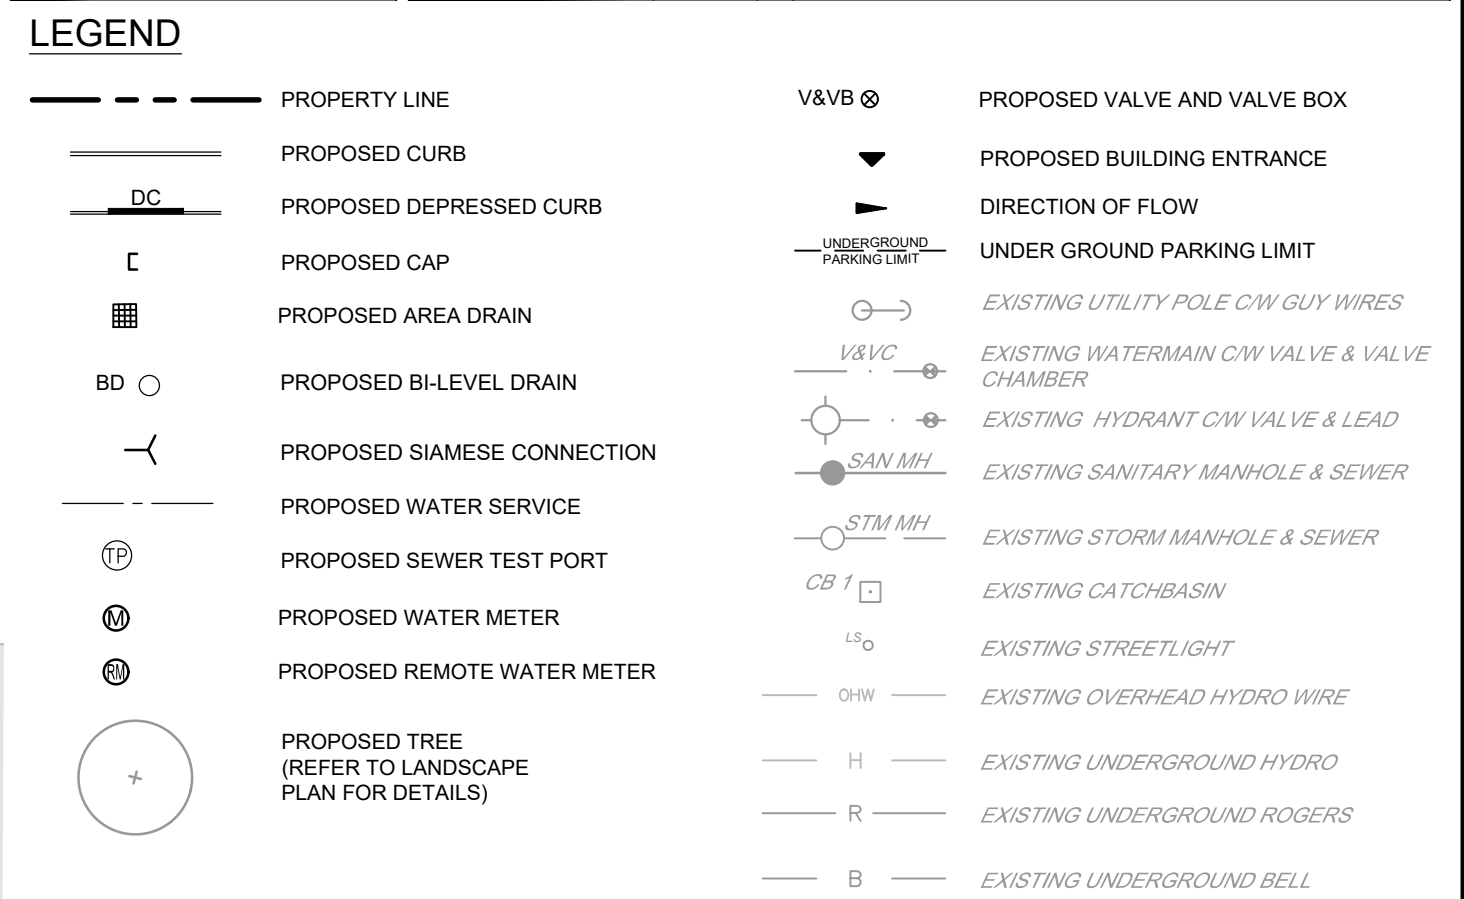 LEGEND
PROPERTY LINE
PROPOSED CURB
DC
PROPOSED DEPRESSED CURB
PROPOSED CAP
PROPOSED AREA DRAIN
BD
PROPOSED BI-LEVEL DRAIN
PROPOSED SIAMESE CONNECTION
PROPOSED WATER SERVICE
TP
PROPOSED SEWER TEST PORT
M
PROPOSED WATER METER
RM
PROPOSED REMOTE WATER METER
PROPOSED TREE
(REFER TO LANDSCAPE
PLAN FOR DETAILS)
V&VB
PROPOSED VALVE AND VALVE BOX
PROPOSED BUILDING ENTRANCE
DIRECTION OF FLOW
UNDERGROUND
PARKING LIMIT
UNDER GROUND PARKING LIMIT
EXISTING UTILITY POLE C/W GUY WIRES
V&VC
EXISTING WATERMAIN C/W VALVE & VALVE
CHAMBER
EXISTING HYDRANT C/W VALVE & LEAD
SAN MH
EXISTING SANITARY MANHOLE & SEWER
STM MH
EXISTING STORM MANHOLE & SEWER
CB 1
EXISTING CATCHBASIN
LS
EXISTING STREETLIGHT
OHW
EXISTING OVERHEAD HYDRO WIRE
H
EXISTING UNDERGROUND HYDRO
R
EXISTING UNDERGROUND ROGERS
B
EXISTING UNDERGROUND BELL